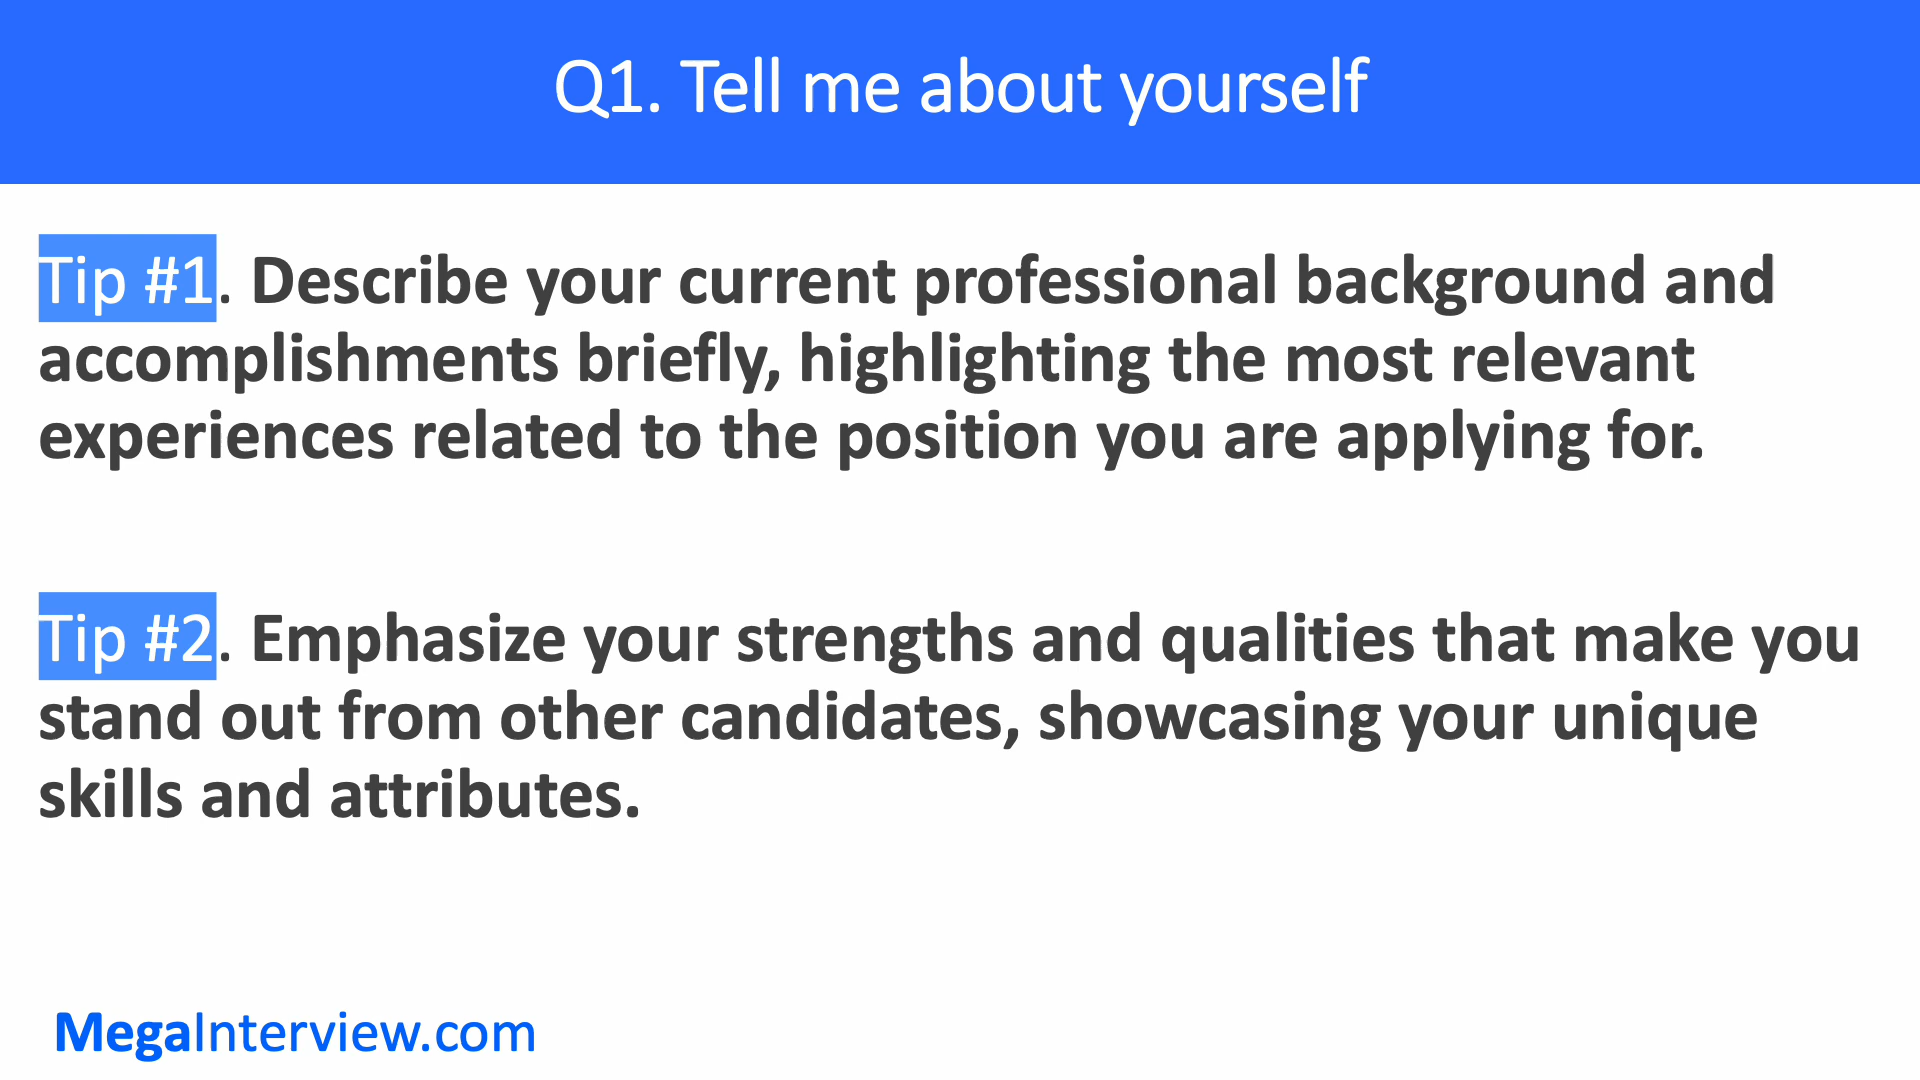 Q1. Tell me about yourself
Tip #1. Describe your current professional background and
accomplishments briefly, highlighting the most relevant
experiences related to the position you are applying for.
Tip #2. Emphasize your strengths and qualities that make you
stand out from other candidates, showcasing your unique
skills and attributes.
MegaInterview.com